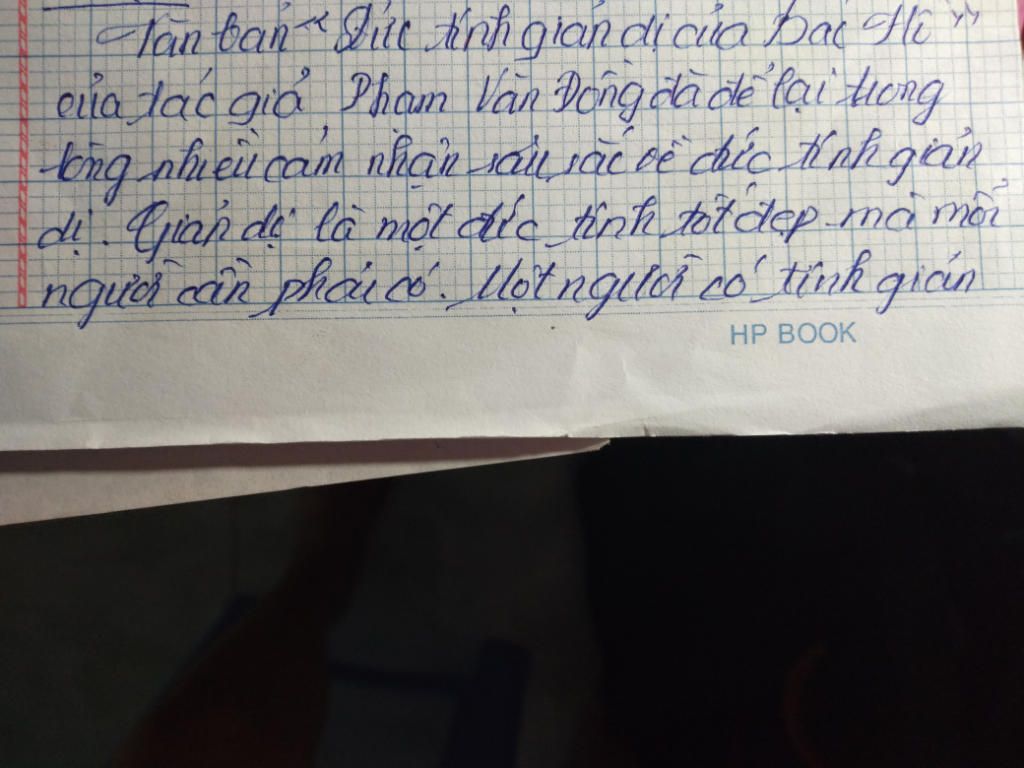 Văn bản "Đức tính giản dị của Bác Hồ"
của tác giả Phạm Văn Đồng đã để lại trong
lòng nhiều cảm nhận sâu sắc về đức tính giản
dị. Giản dị là một đức tính tốt đẹp mà mỗi
người cần phải có. Một người có tính giản
HP BOOK